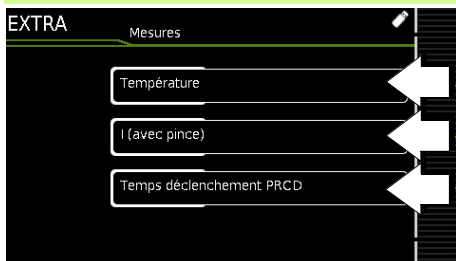 EXTRA
Mesures
Température
I (avec pince)
Temps déclenchement PRCD